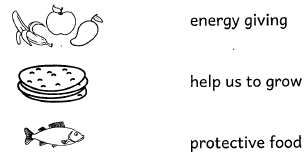 energy giving
help us to grow
protective food